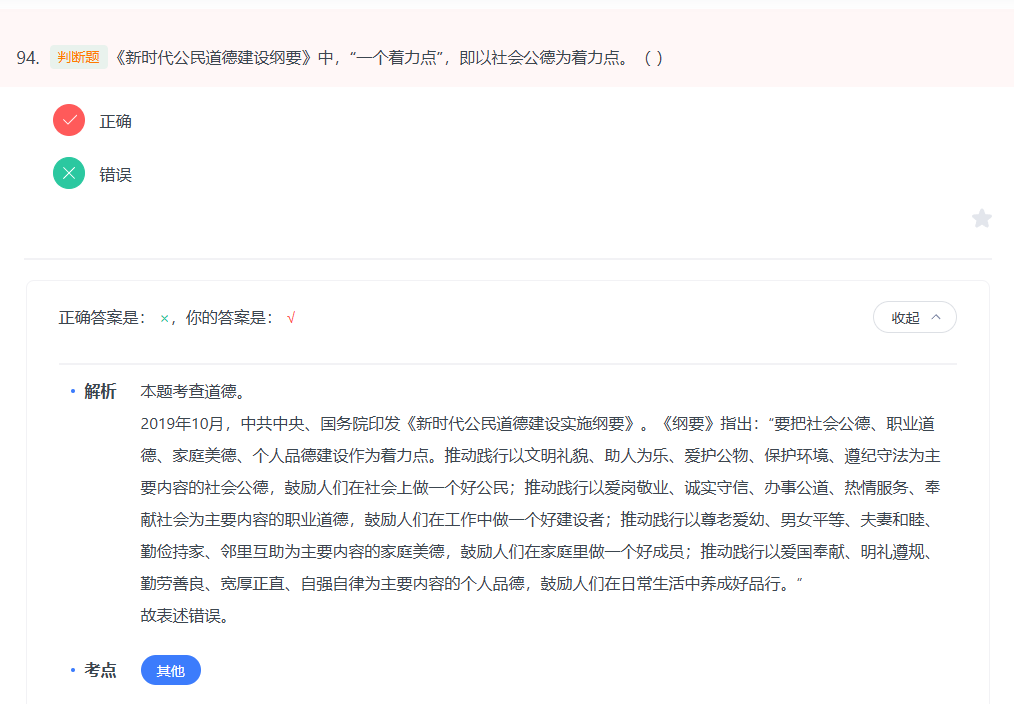 94. 判断题 《新时代公民道德建设纲要》中，“一个着力点”，即以社会公德为着力点。（ ）
正确
错误
正确答案是： ×，你的答案是： √
收起
• 解析 本题考查道德。
2019年10月，中共中央、国务院印发《新时代公民道德建设实施纲要》。《纲要》指出：“要把社会公德、职业道
德、家庭美德、个人品德建设作为着力点。推动践行以文明礼貌、助人为乐、爱护公物、保护环境、遵纪守法为主
要内容的社会公德，鼓励人们在社会上做一个好公民；推动践行以爱岗敬业、诚实守信、办事公道、热情服务、奉
献社会为主要内容的职业道德，鼓励人们在工作中做一个好建设者；推动践行以尊老爱幼、男女平等、夫妻和睦、
勤俭持家、邻里互助为主要内容的家庭美德，鼓励人们在家庭里做一个好成员；推动践行以爱国奉献、明礼遵规、
勤劳善良、宽厚正直、自强自律为主要内容的个人品德，鼓励人们在日常生活中养成好品行。”
故表述错误。
• 考点 其他